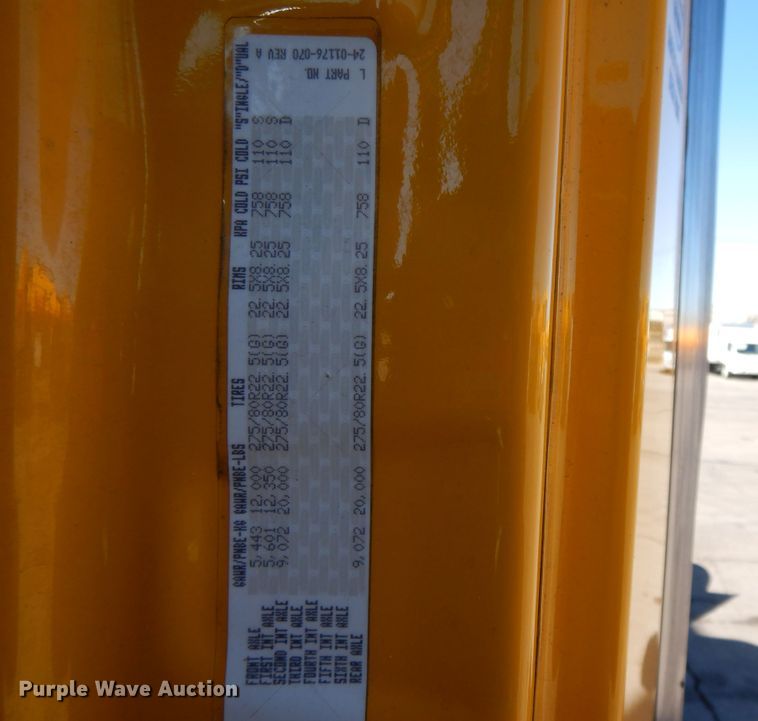 GAWR/PNBE-KG GAWR/PNBE-LBS TIRES RIMS KPA COLD PSI COLD "S"INGLE/"D"UAL
FRONT AXLE 5,443 12,000 275/80R22.5(G) 22.5X8.25 758 110 S
FIRST INT AXLE 5,601 12,350 275/80R22.5(G) 22.5X8.25 758 110 S
SECOND INT AXLE 9,072 20,000 275/80R22.5(G) 22.5X8.25 758 110 D
THIRD INT AXLE
FOURTH INT AXLE
FIFTH INT AXLE
SIXTH INT AXLE
REAR AXLE 9,072 20,000 275/80R22.5(G) 22.5X8.25 758 110 D
L PART NO.
24-01176-070 REV A
Purple Wave Auction